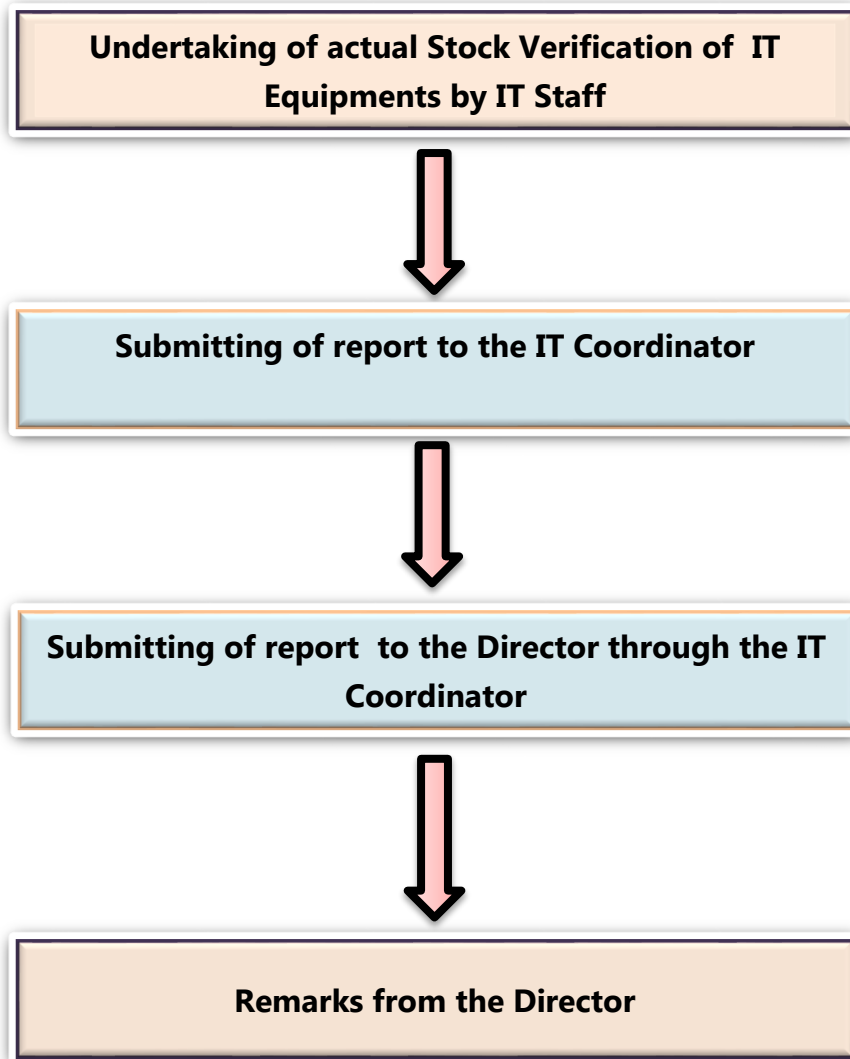 Undertaking of actual Stock Verification of  IT
Equipments by IT Staff
Submitting of report to the IT Coordinator
Submitting of report  to the Director through the IT
Coordinator
Remarks from the Director